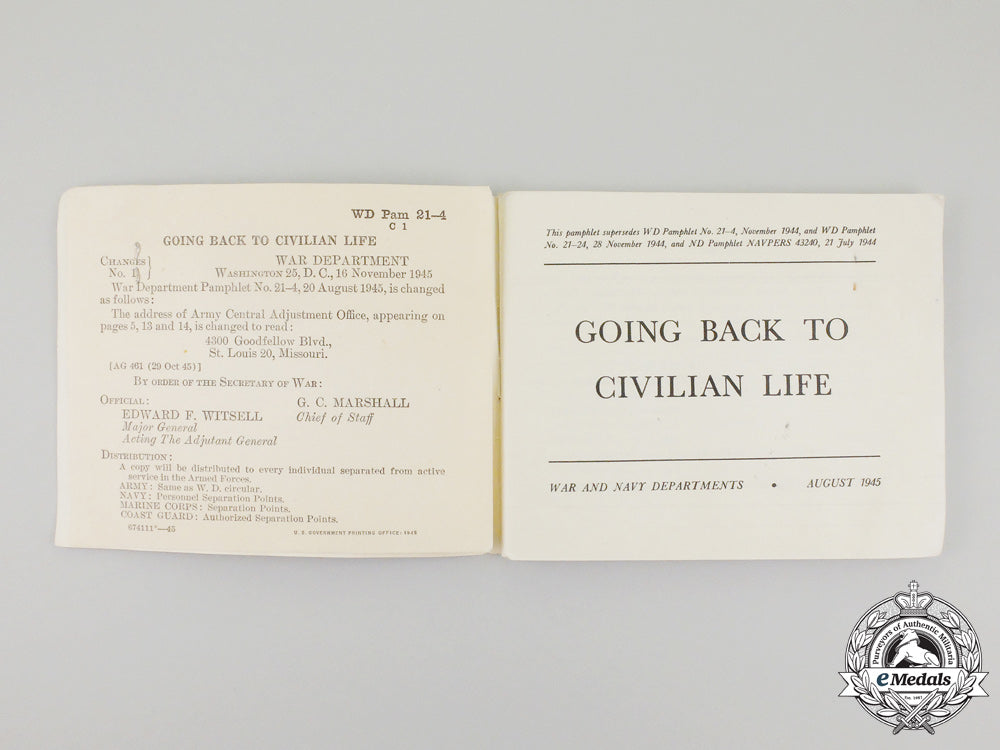 WD Pam 21–4
C 1
GOING BACK TO CIVILIAN LIFE
CHANGES }
No. 1 }
WAR DEPARTMENT
WASHINGTON 25, D. C., 16 November 1945
War Department Pamphlet No. 21–4, 20 August 1945, is changed
as follows:
The address of Army Central Adjustment Office, appearing on
pages 5, 13 and 14, is changed to read:
4300 Goodfellow Blvd.,
St. Louis 20, Missouri.
[AG 461 (29 Oct 45)]
BY ORDER OF THE SECRETARY OF WAR:
OFFICIAL:
EDWARD F. WITSELL
Major General
Acting The Adjutant General
G. C. MARSHALL
Chief of Staff
DISTRIBUTION:
A copy will be distributed to every individual separated from active
service in the Armed Forces.
ARMY: Same as W. D. circular.
NAVY: Personnel Separation Points.
MARINE CORPS: Separation Points.
COAST GUARD: Authorized Separation Points.
674111°—45
U. S. GOVERNMENT PRINTING OFFICE: 1945
This pamphlet supersedes WD Pamphlet No. 21–4, November 1944, and WD Pamphlet
No. 21–24, 28 November 1944, and ND Pamphlet NAVPERS 43240, 21 July 1944
GOING BACK TO
CIVILIAN LIFE
WAR AND NAVY DEPARTMENTS • AUGUST 1945
Purveyors of Authentic Militaria
eMedals
Est. 1967